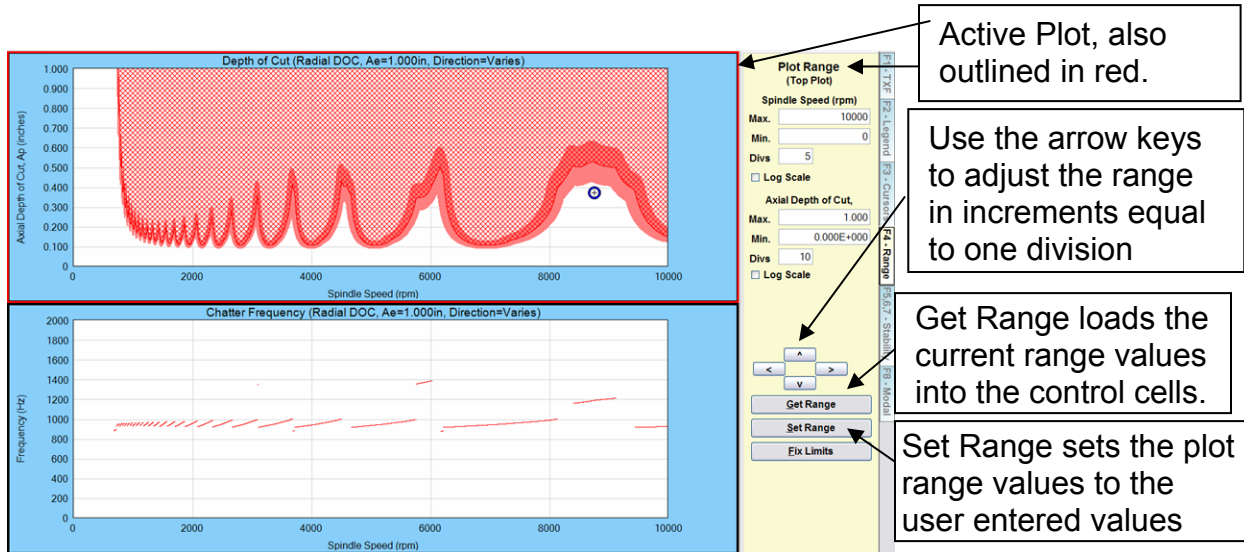 Depth of Cut (Radial DOC, Ae=1.000in, Direction=Varies)
1.000
0.900
0.800
0.700
0.600
0.500
0.400
0.300
0.200
0.100
0
Axial Depth of Cut, Ap (inches)
0 2000 4000 6000 8000 10000
Spindle Speed (rpm)
Chatter Frequency (Radial DOC, Ae=1.000in, Direction=Varies)
2000
1800
1600
1400
1200
1000
800
600
400
200
0
Frequency (Hz)
0 2000 4000 6000 8000 10000
Spindle Speed (rpm)
Plot Range
(Top Plot)
Spindle Speed (rpm)
Max. 10000
Min. 0
Divs 5
Log Scale
Axial Depth of Cut,
Max. 1.000
Min. 0.000E+000
Divs 10
Log Scale
^
< >
v
Get Range
Set Range
Fix Limits
F1 - TXF
F2 - Legend
F3 - Cursors
F4 - Range
F5,6,7 - Stability
F8 - Modal
Active Plot, also
outlined in red.
Use the arrow keys
to adjust the range
in increments equal
to one division
Get Range loads the
current range values
into the control cells.
Set Range sets the plot
range values to the
user entered values